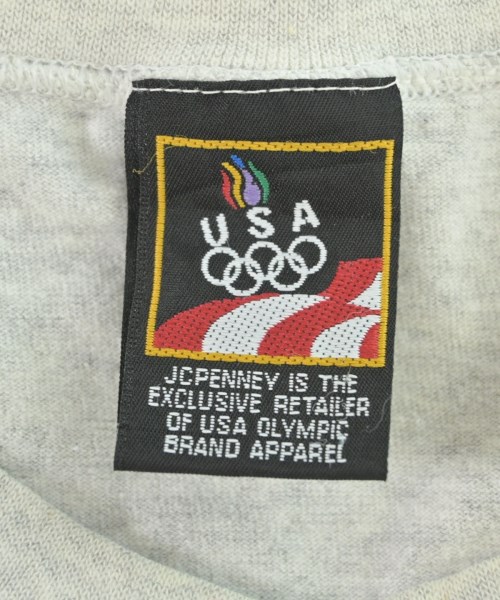 USA
JCPENNEY IS THE
EXCLUSIVE RETAILER
OF USA OLYMPIC
BRAND APPAREL